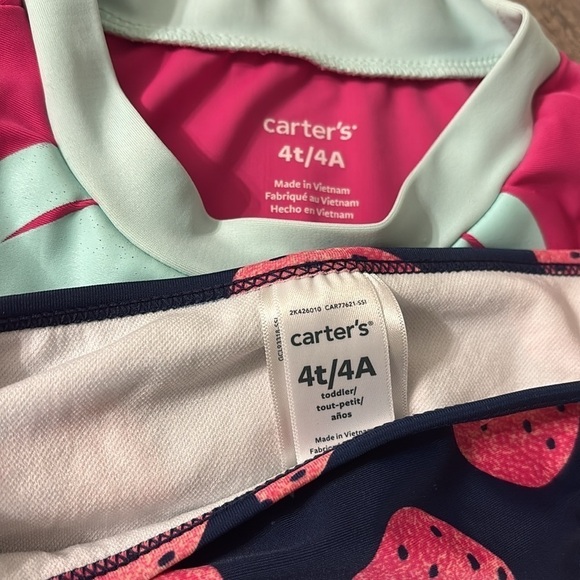 carter's
4t/4A
Made in Vietnam
Fabriqué au Vietnam
Hecho en Vietnam
2K426010 CAR77621-SS1
carter's
4t/4A
toddler/
tout-petit/
años
Made in Vietnam